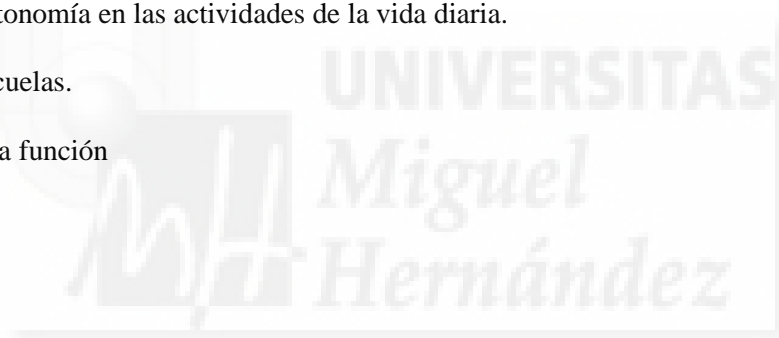 tonomía en las actividades de la vida diaria.
cuelas.
a función
UNIVERSITAS
Miguel
Hernández